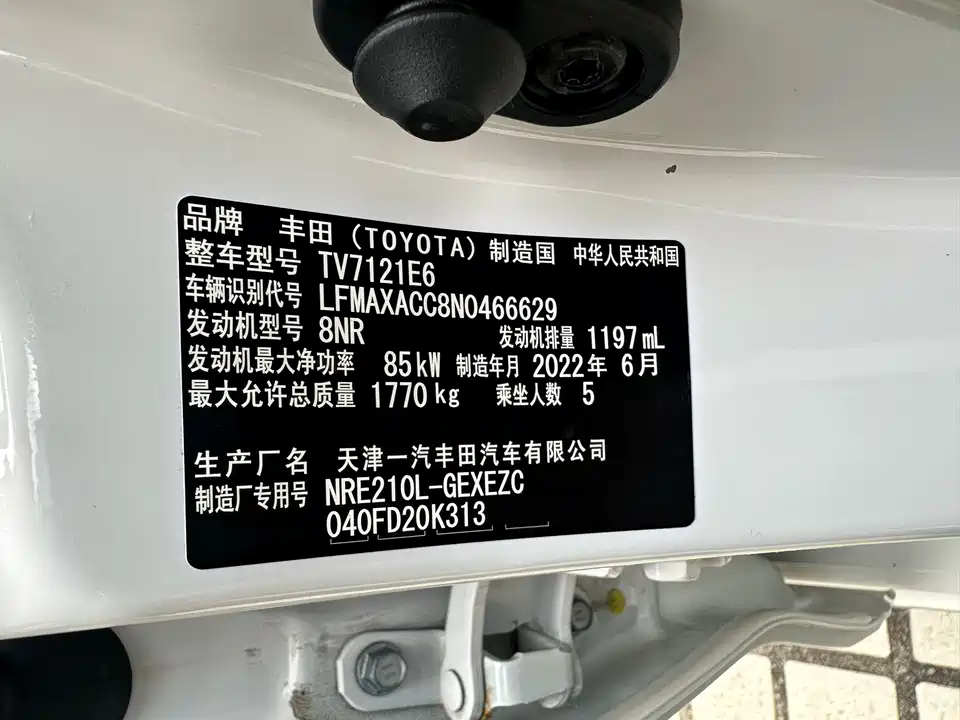 品牌 丰田（TOYOTA）制造国 中华人民共和国
整车型号 TV7121E6
车辆识别代号 LFMAXACC8N0466629
发动机型号 8NR 发动机排量 1197mL
发动机最大净功率 85kW 制造年月 2022年 6月
最大允许总质量 1770kg 乘坐人数 5
生产厂名 天津一汽丰田汽车有限公司
制造厂专用号 NRE210L-GEXEZC
040FD20K313